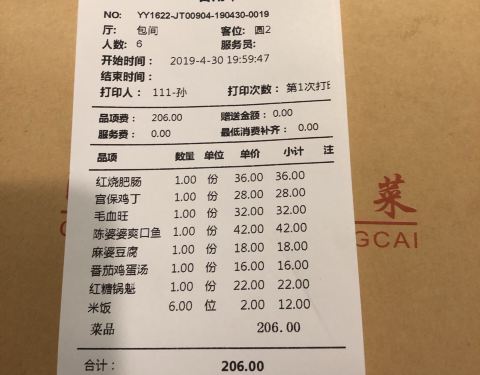 NO: YY1622-JT00904-190430-0019
厅: 包间 客位: 圆2
人数: 6 服务员:
开始时间: 2019-4-30 19:59:47
结束时间:
打印人: 111-孙 打印次数: 第1次打印
品项费: 206.00 赠送金额: 0.00
服务费: 0.00 最低消费补齐: 0.00
品项 数量 单位 单价 小计 注
红烧肥肠 1.00 份 36.00 36.00
宫保鸡丁 1.00 份 28.00 28.00
毛血旺 1.00 份 32.00 32.00
陈婆婆爽口鱼 1.00 份 42.00 42.00
麻婆豆腐 1.00 份 18.00 18.00
番茄鸡蛋汤 1.00 份 16.00 16.00
红糖锅魁 1.00 份 22.00 22.00
米饭 6.00 位 2.00 12.00
菜品 206.00
合计: 206.00
菜
GCAI